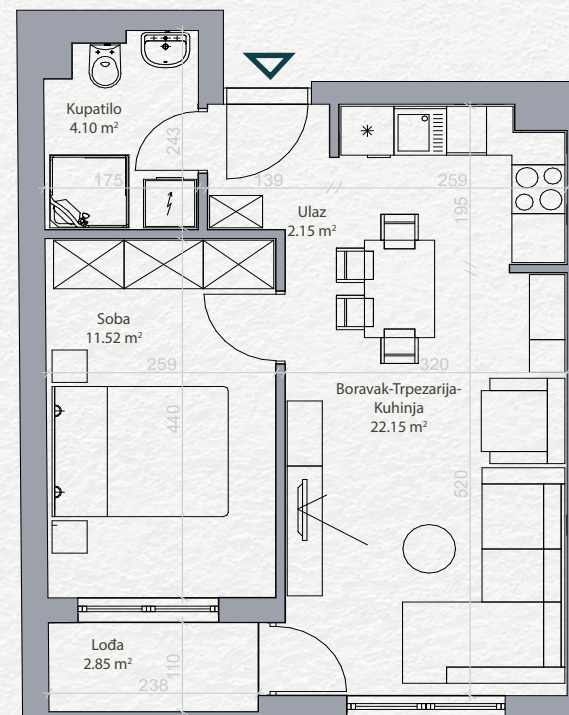 Kupatilo
4.10 m²
243
175
139
259
195
Ulaz
2.15 m²
Soba
11.52 m²
259
320
Boravak-Trpezarija-
Kuhinja
22.15 m²
440
520
Lođa
2.85 m²
110
238